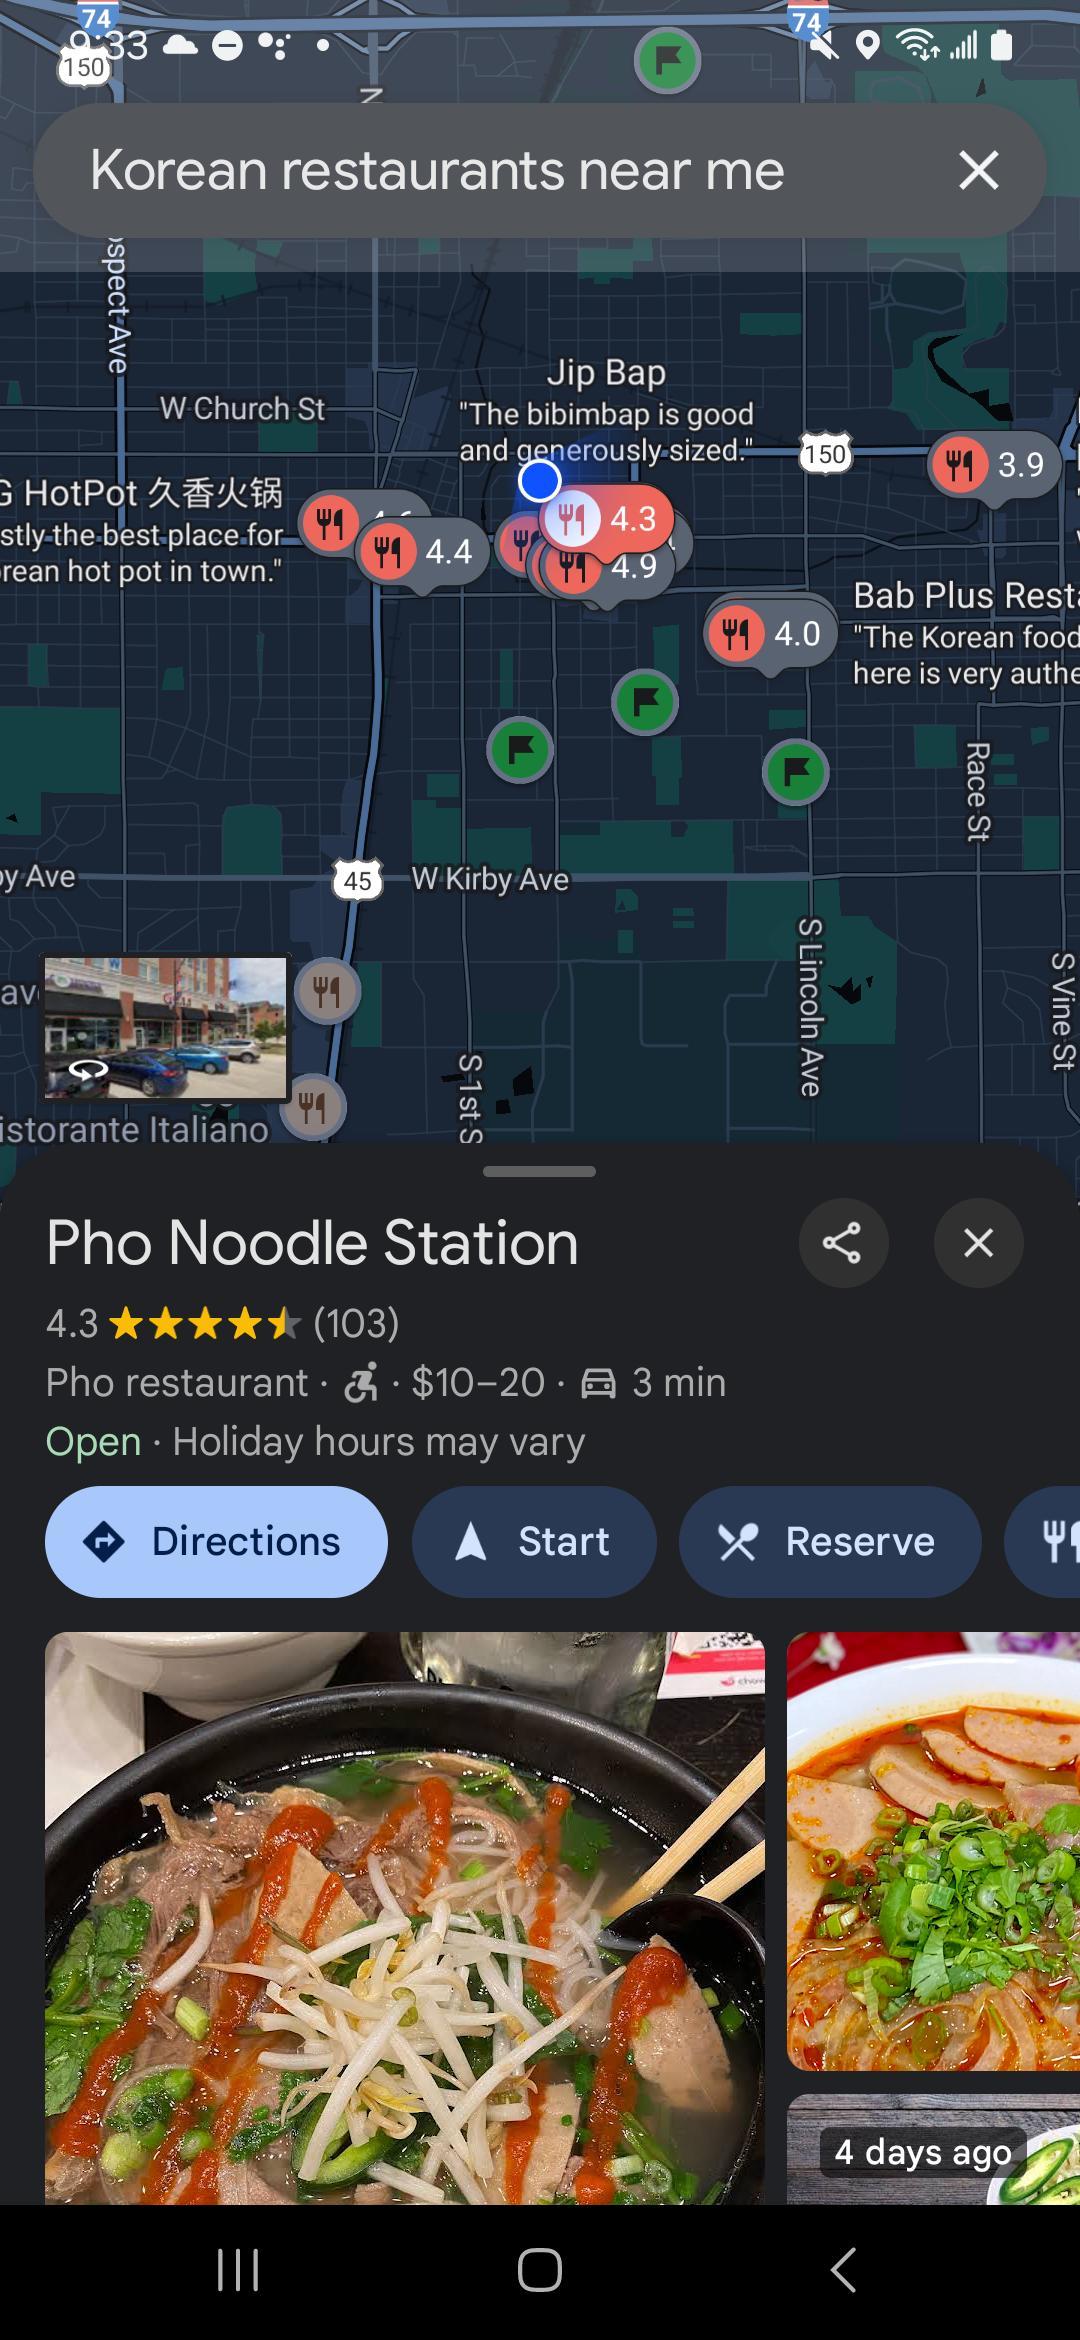 74
74
9:33
150
N
Korean restaurants near me
ospect Ave
W Church St
Jip Bap
"The bibimbap is good
and generously sized."
150
3.9
G HotPot 久香火锅
stly the best place for
orean hot pot in town."
4.4
4.3
4.9
Bab Plus Resta
"The Korean food
here is very authe
4.0
Race St
by Ave
45
W Kirby Ave
S Lincoln Ave
S Vine St
S 1st S
ave
istorante Italiano
Pho Noodle Station
4.3 (103)
Pho restaurant · · $10–20 · 3 min
Open · Holiday hours may vary
Directions
Start
Reserve
4 days ago